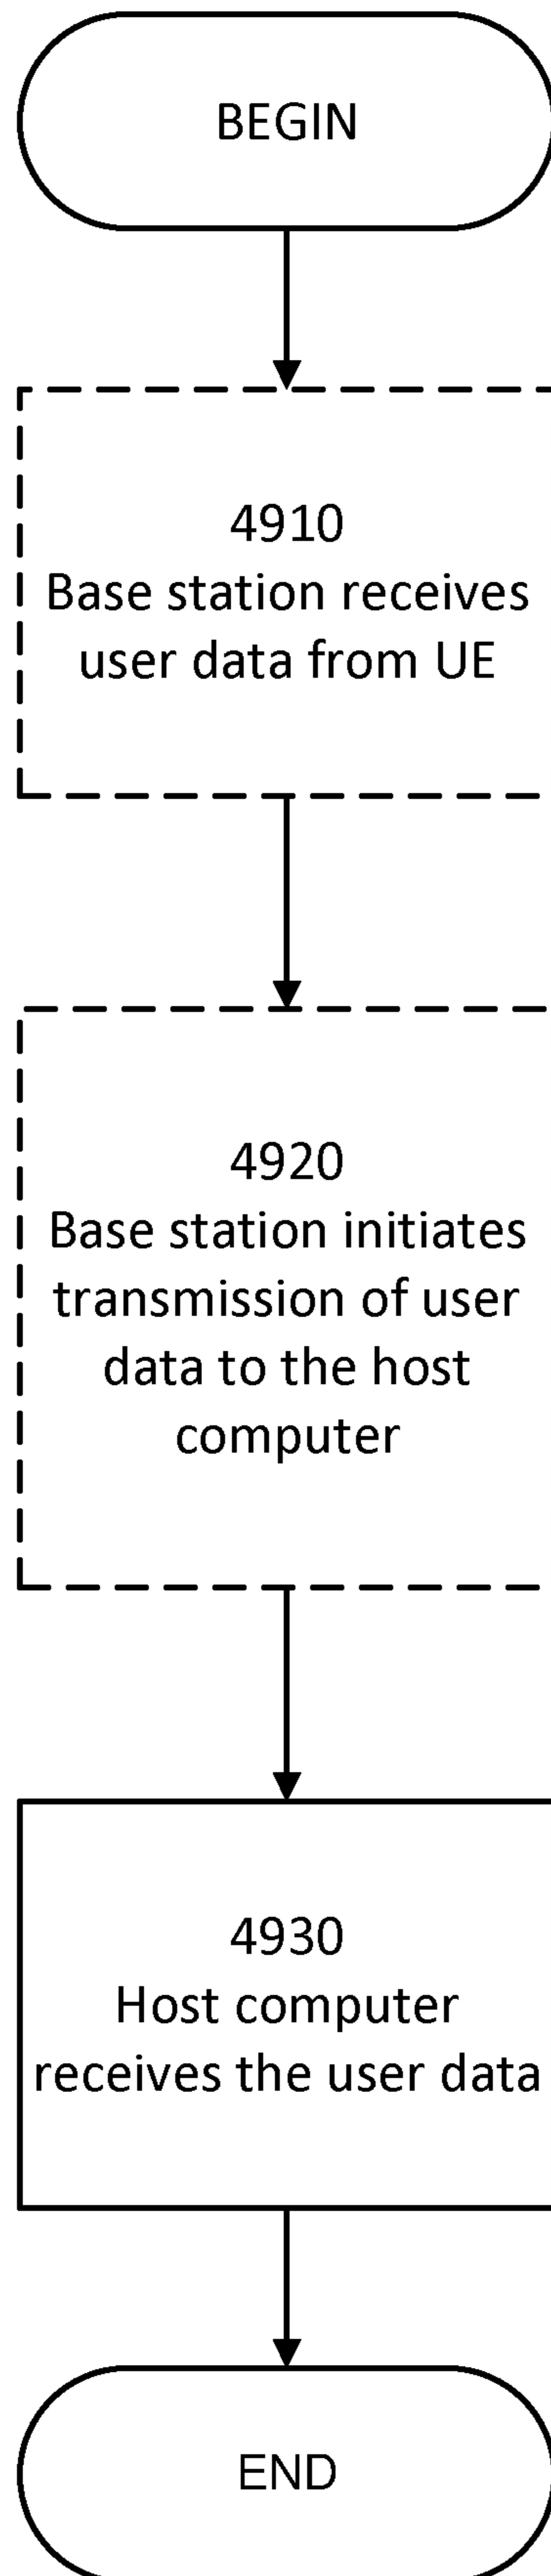 BEGIN
4910
Base station receives
user data from UE
4920
Base station initiates
transmission of user
data to the host
computer
4930
Host computer
receives the user data
END